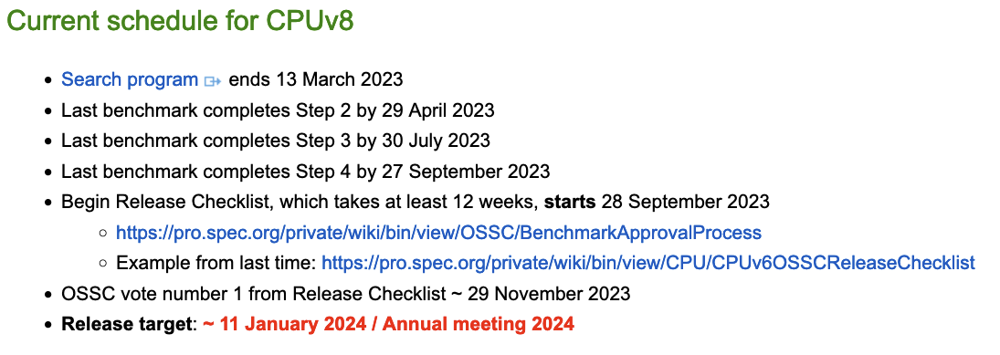 Current schedule for CPUv8
• Search program ends 13 March 2023
• Last benchmark completes Step 2 by 29 April 2023
• Last benchmark completes Step 3 by 30 July 2023
• Last benchmark completes Step 4 by 27 September 2023
• Begin Release Checklist, which takes at least 12 weeks, starts 28 September 2023
○ https://pro.spec.org/private/wiki/bin/view/OSSC/BenchmarkApprovalProcess
○ Example from last time: https://pro.spec.org/private/wiki/bin/view/CPU/CPUv6OSSCReleaseChecklist
• OSSC vote number 1 from Release Checklist ~ 29 November 2023
• Release target: ~ 11 January 2024 / Annual meeting 2024